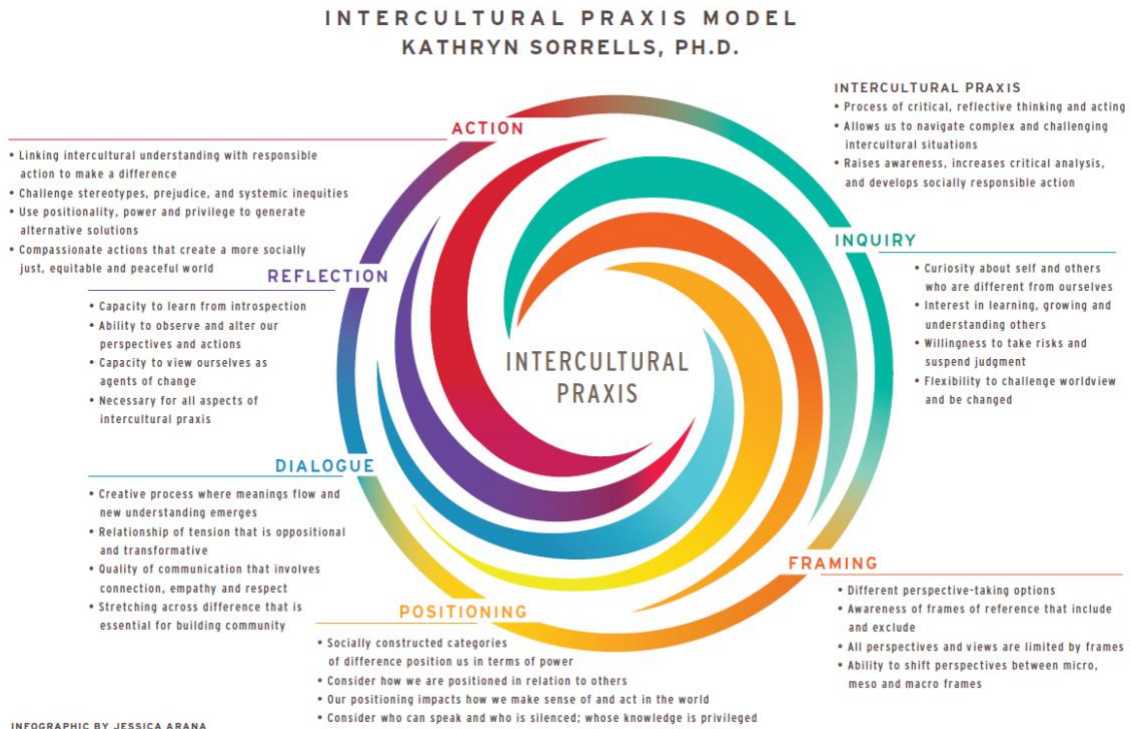 INTERCULTURAL PRAXIS MODEL
KATHRYN SORRELLS, PH.D.
INTERCULTURAL PRAXIS
• Process of critical, reflective thinking and acting
• Allows us to navigate complex and challenging
intercultural situations
• Raises awareness, increases critical analysis,
and develops socially responsible action
INQUIRY
• Curiosity about self and others
who are different from ourselves
• Interest in learning, growing and
understanding others
• Willingness to take risks and
suspend judgment
• Flexibility to challenge worldview
and be changed
FRAMING
• Different perspective-taking options
• Awareness of frames of reference that include
and exclude
• All perspectives and views are limited by frames
• Ability to shift perspectives between micro,
meso and macro frames
POSITIONING
• Socially constructed categories
of difference position us in terms of power
• Consider how we are positioned in relation to others
• Our positioning impacts how we make sense of and act in the world
• Consider who can speak and who is silenced; whose knowledge is privileged
DIALOGUE
• Creative process where meanings flow and
new understanding emerges
• Relationship of tension that is oppositional
and transformative
• Quality of communication that involves
connection, empathy and respect
• Stretching across difference that is
essential for building community
REFLECTION
• Capacity to learn from introspection
• Ability to observe and alter our
perspectives and actions
• Capacity to view ourselves as
agents of change
• Necessary for all aspects of
intercultural praxis
ACTION
• Linking intercultural understanding with responsible
action to make a difference
• Challenge stereotypes, prejudice, and systemic inequities
• Use positionality, power and privilege to generate
alternative solutions
• Compassionate actions that create a more socially
just, equitable and peaceful world
INTERCULTURAL
PRAXIS
INFOGRAPHIC BY JESSICA ARANA